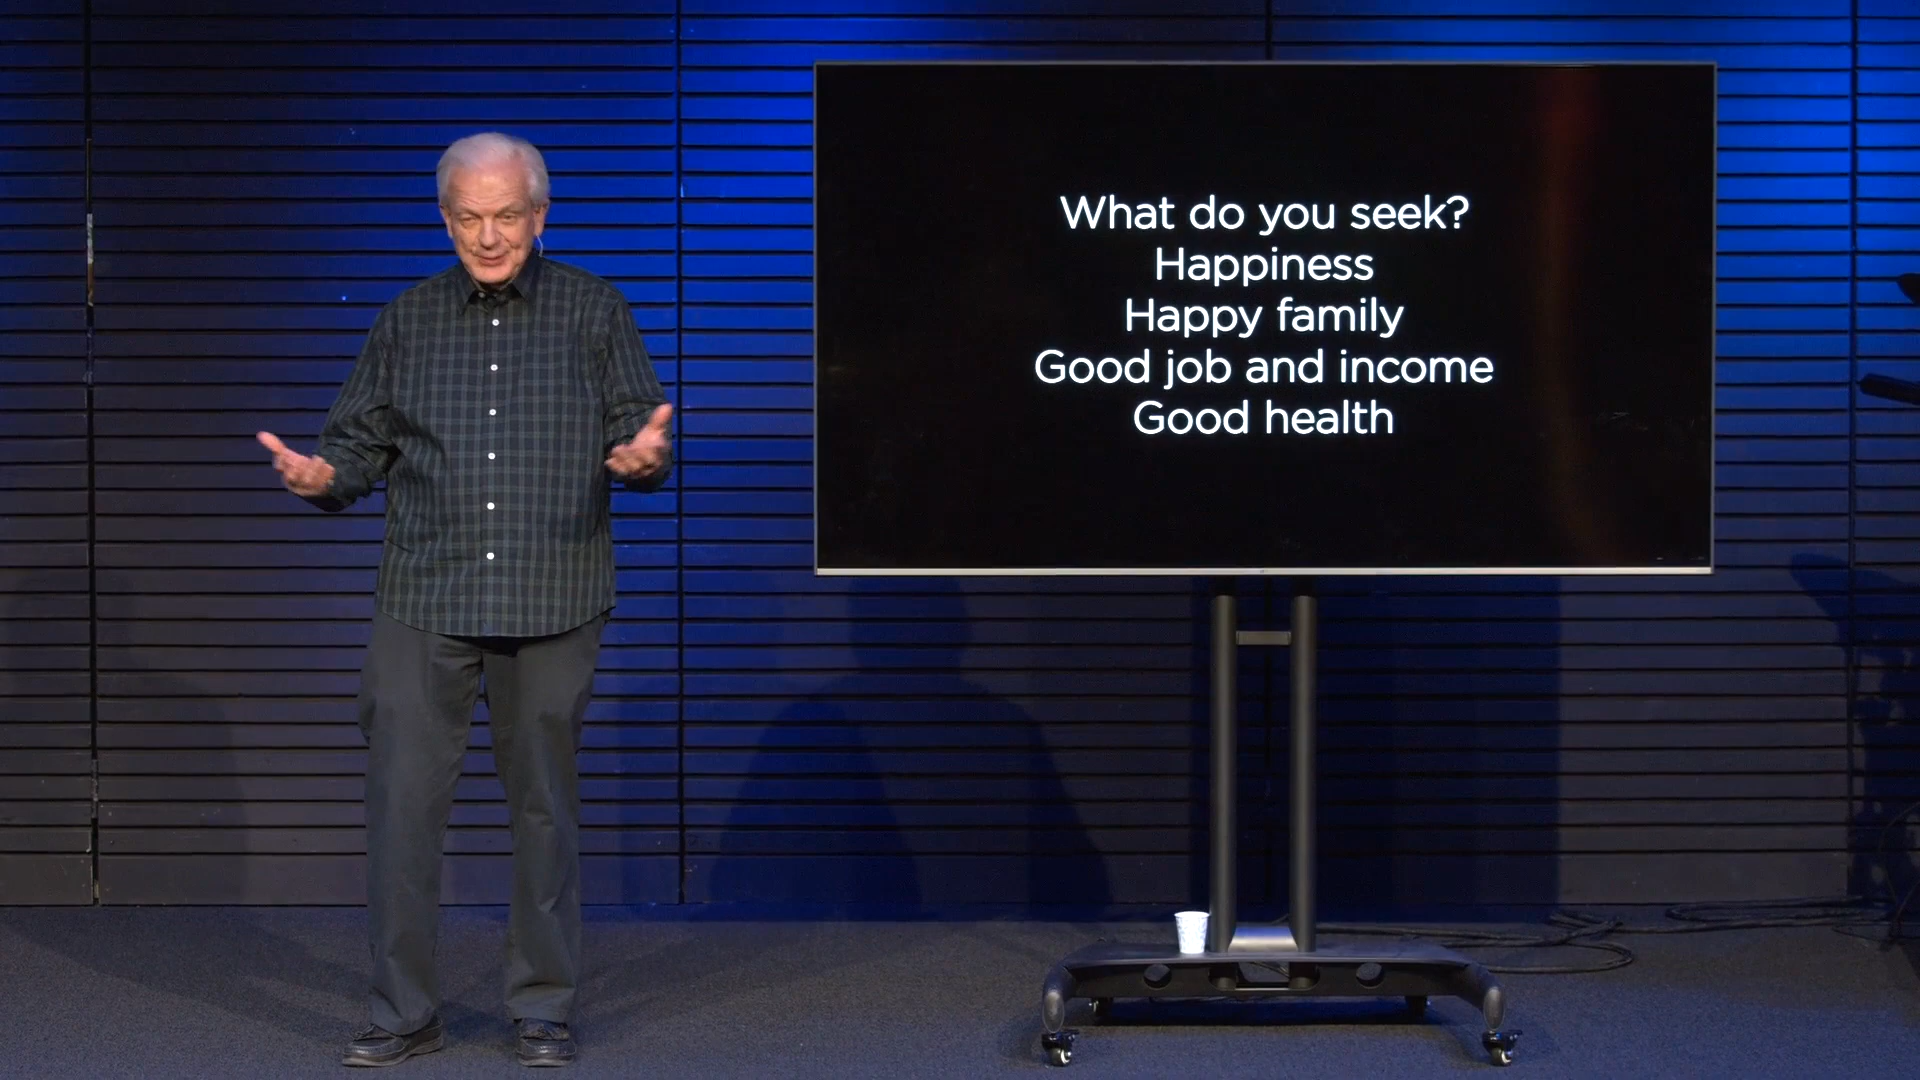 What do you seek?
Happiness
Happy family
Good job and income
Good health